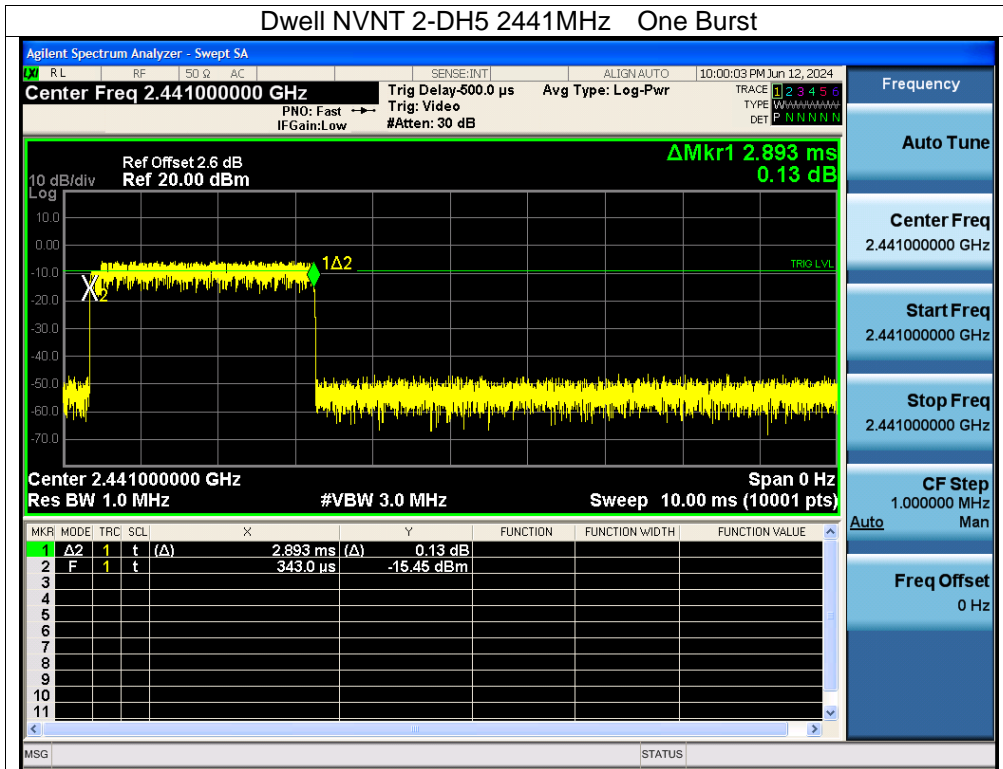 Dwell NVNT 2-DH5 2441MHz One Burst
Agilent Spectrum Analyzer - Swept SA
LXI RL RF 50 Ω AC SENSE:INT ALIGN AUTO 10:00:03 PM Jun 12, 2024
Center Freq 2.441000000 GHz
PNO: Fast
IFGain:Low
Trig Delay-500.0 µs
Trig: Video
#Atten: 30 dB
Avg Type: Log-Pwr
TRACE 1 2 3 4 5 6
TYPE WWWWWW
DET P N N N N N
Frequency
ΔMkr1 2.893 ms
0.13 dB
Ref Offset 2.6 dB
10 dB/div Ref 20.00 dBm
Log
10.0
0.00
-10.0
-20.0
-30.0
-40.0
-50.0
-60.0
-70.0
1Δ2
TRIG LVL
2
Center 2.441000000 GHz Span 0 Hz
Res BW 1.0 MHz #VBW 3.0 MHz Sweep 10.00 ms (10001 pts)
MKR MODE TRC SCL X Y FUNCTION FUNCTION WIDTH FUNCTION VALUE
1 Δ2 1 t (Δ) 2.893 ms (Δ) 0.13 dB
2 F 1 t 343.0 µs -15.45 dBm
3
4
5
6
7
8
9
10
11
MSG STATUS
Auto Tune
Center Freq
2.441000000 GHz
Start Freq
2.441000000 GHz
Stop Freq
2.441000000 GHz
CF Step
1.000000 MHz
Auto Man
Freq Offset
0 Hz